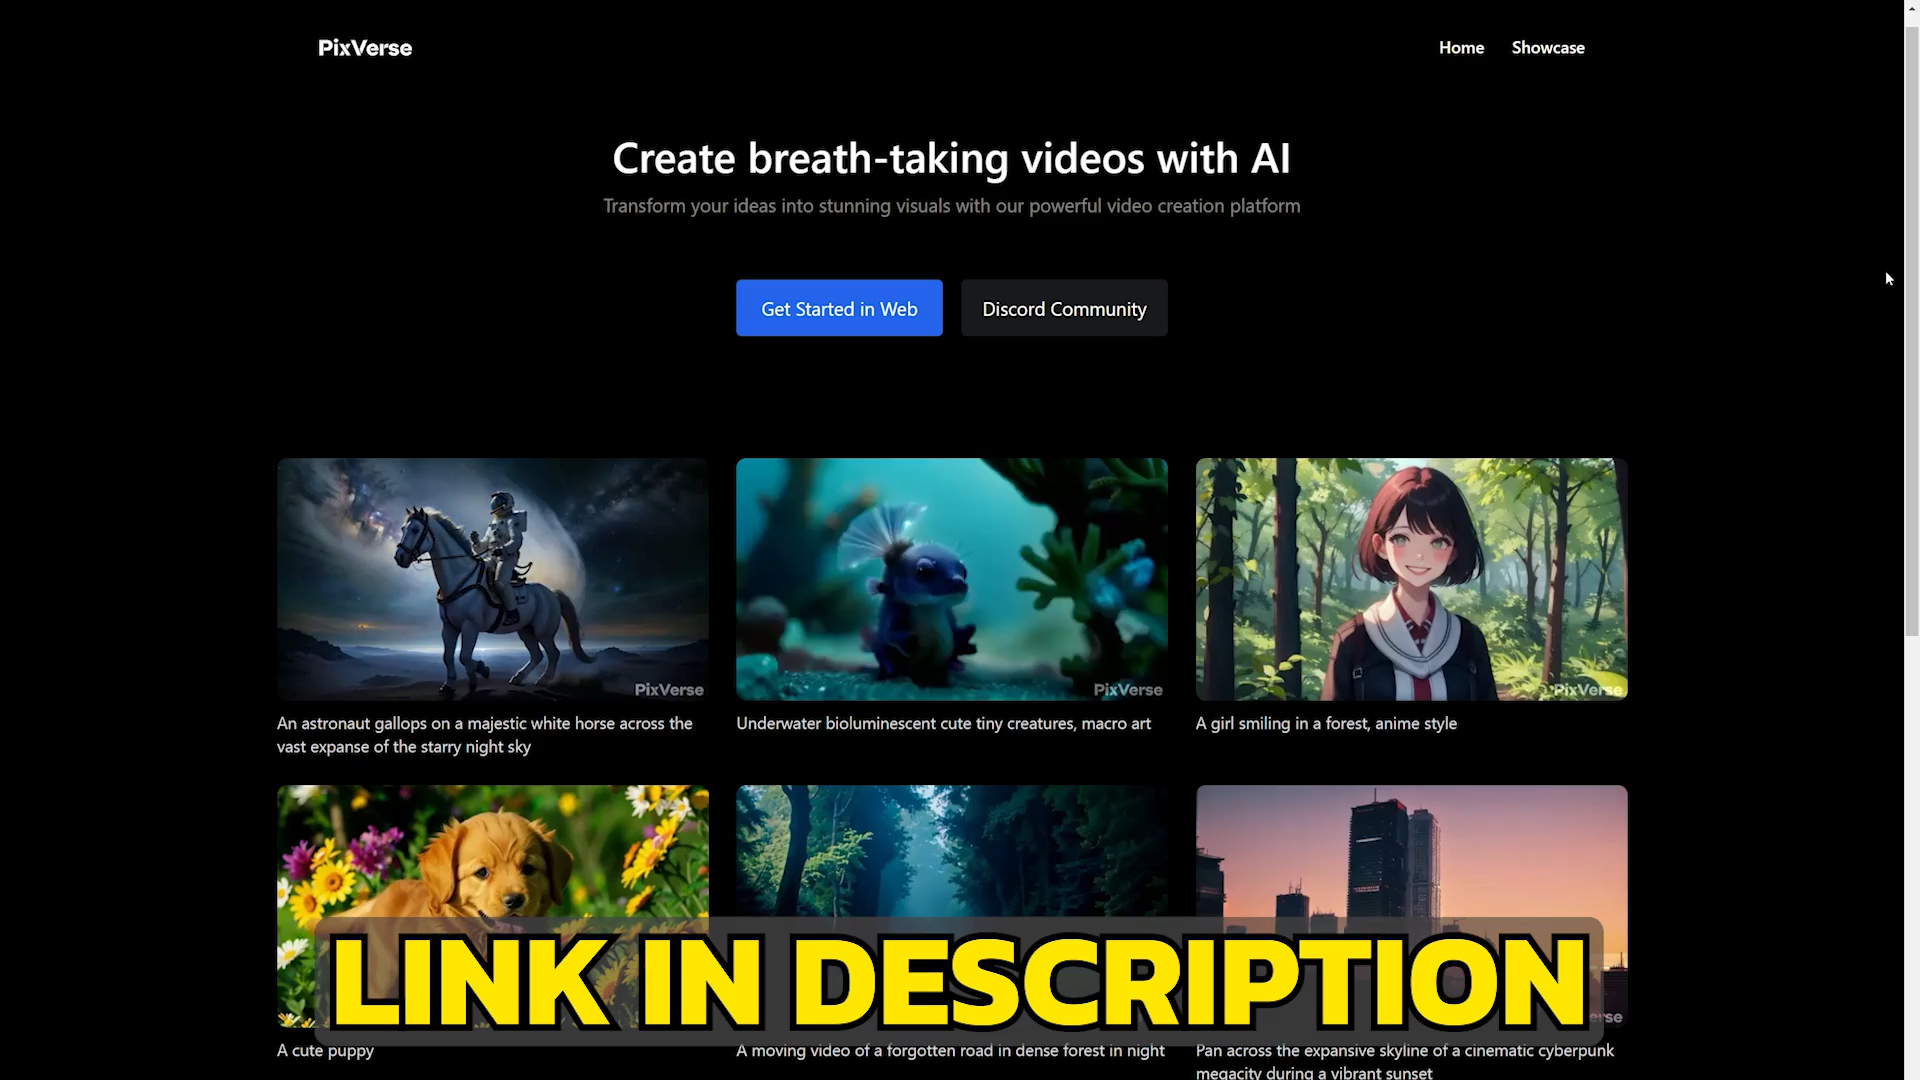 PixVerse
Home
Showcase
Create breath-taking videos with AI
Transform your ideas into stunning visuals with our powerful video creation platform
Get Started in Web
Discord Community
PixVerse
PixVerse
PixVerse
An astronaut gallops on a majestic white horse across the
vast expanse of the starry night sky
Underwater bioluminescent cute tiny creatures, macro art
A girl smiling in a forest, anime style
LINK IN DESCRIPTION
A cute puppy
A moving video of a forgotten road in dense forest in night
Pan across the expansive skyline of a cinematic cyberpunk
megacity during a vibrant sunset